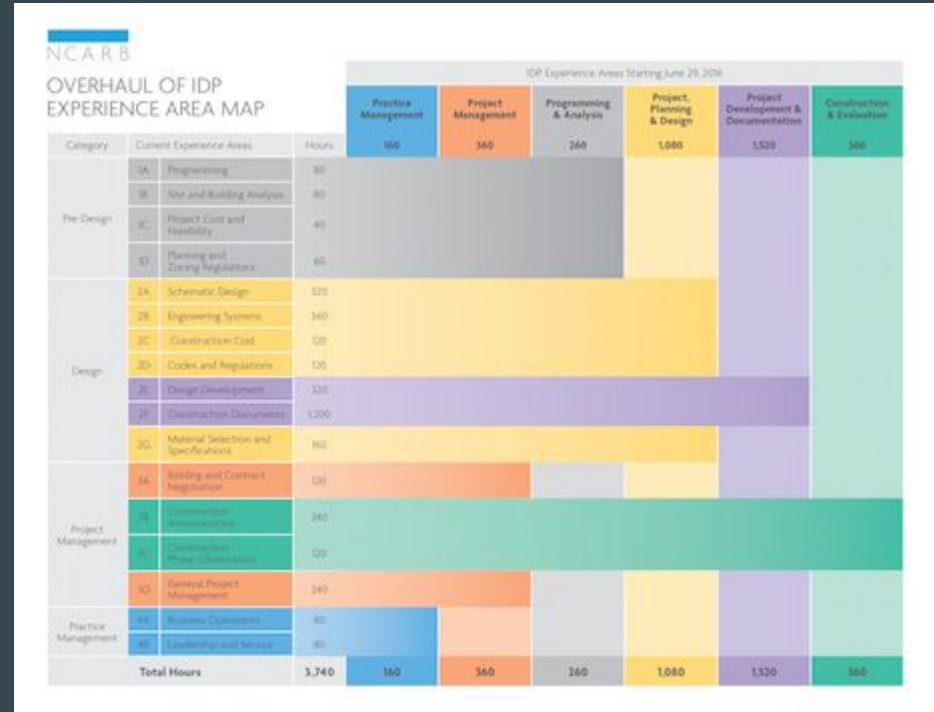 NCARB
OVERHAUL OF IDP
EXPERIENCE AREA MAP
IDP Experience Areas Starting June 29, 2016
Practice
Management
Project
Management
Programming
& Analysis
Project,
Planning
& Design
Project
Development &
Documentation
Construction
& Evaluation
Category Current Experience Areas Hours 160 360 260 1,080 1,520 360
Pre-Design
1A Programming 80
1B Site and Building Analysis 80
1C Project Cost and
Feasibility 40
1D Planning and
Zoning Regulations 60
Design
2A Schematic Design 320
2B Engineering Systems 360
2C Construction Cost 120
2D Codes and Regulations 120
2E Design Development 320
2F Construction Documents 1,200
2G Material Selection and
Specifications 160
Project
Management
3A Bidding and Contract
Negotiation 120
3B Construction
Administration 240
3C Construction
Phase: Observation 120
3D General Project
Management 240
Practice
Management
4A Business Operations 80
4B Leadership and Service 80
Total Hours 3,740 160 360 260 1,080 1,520 360